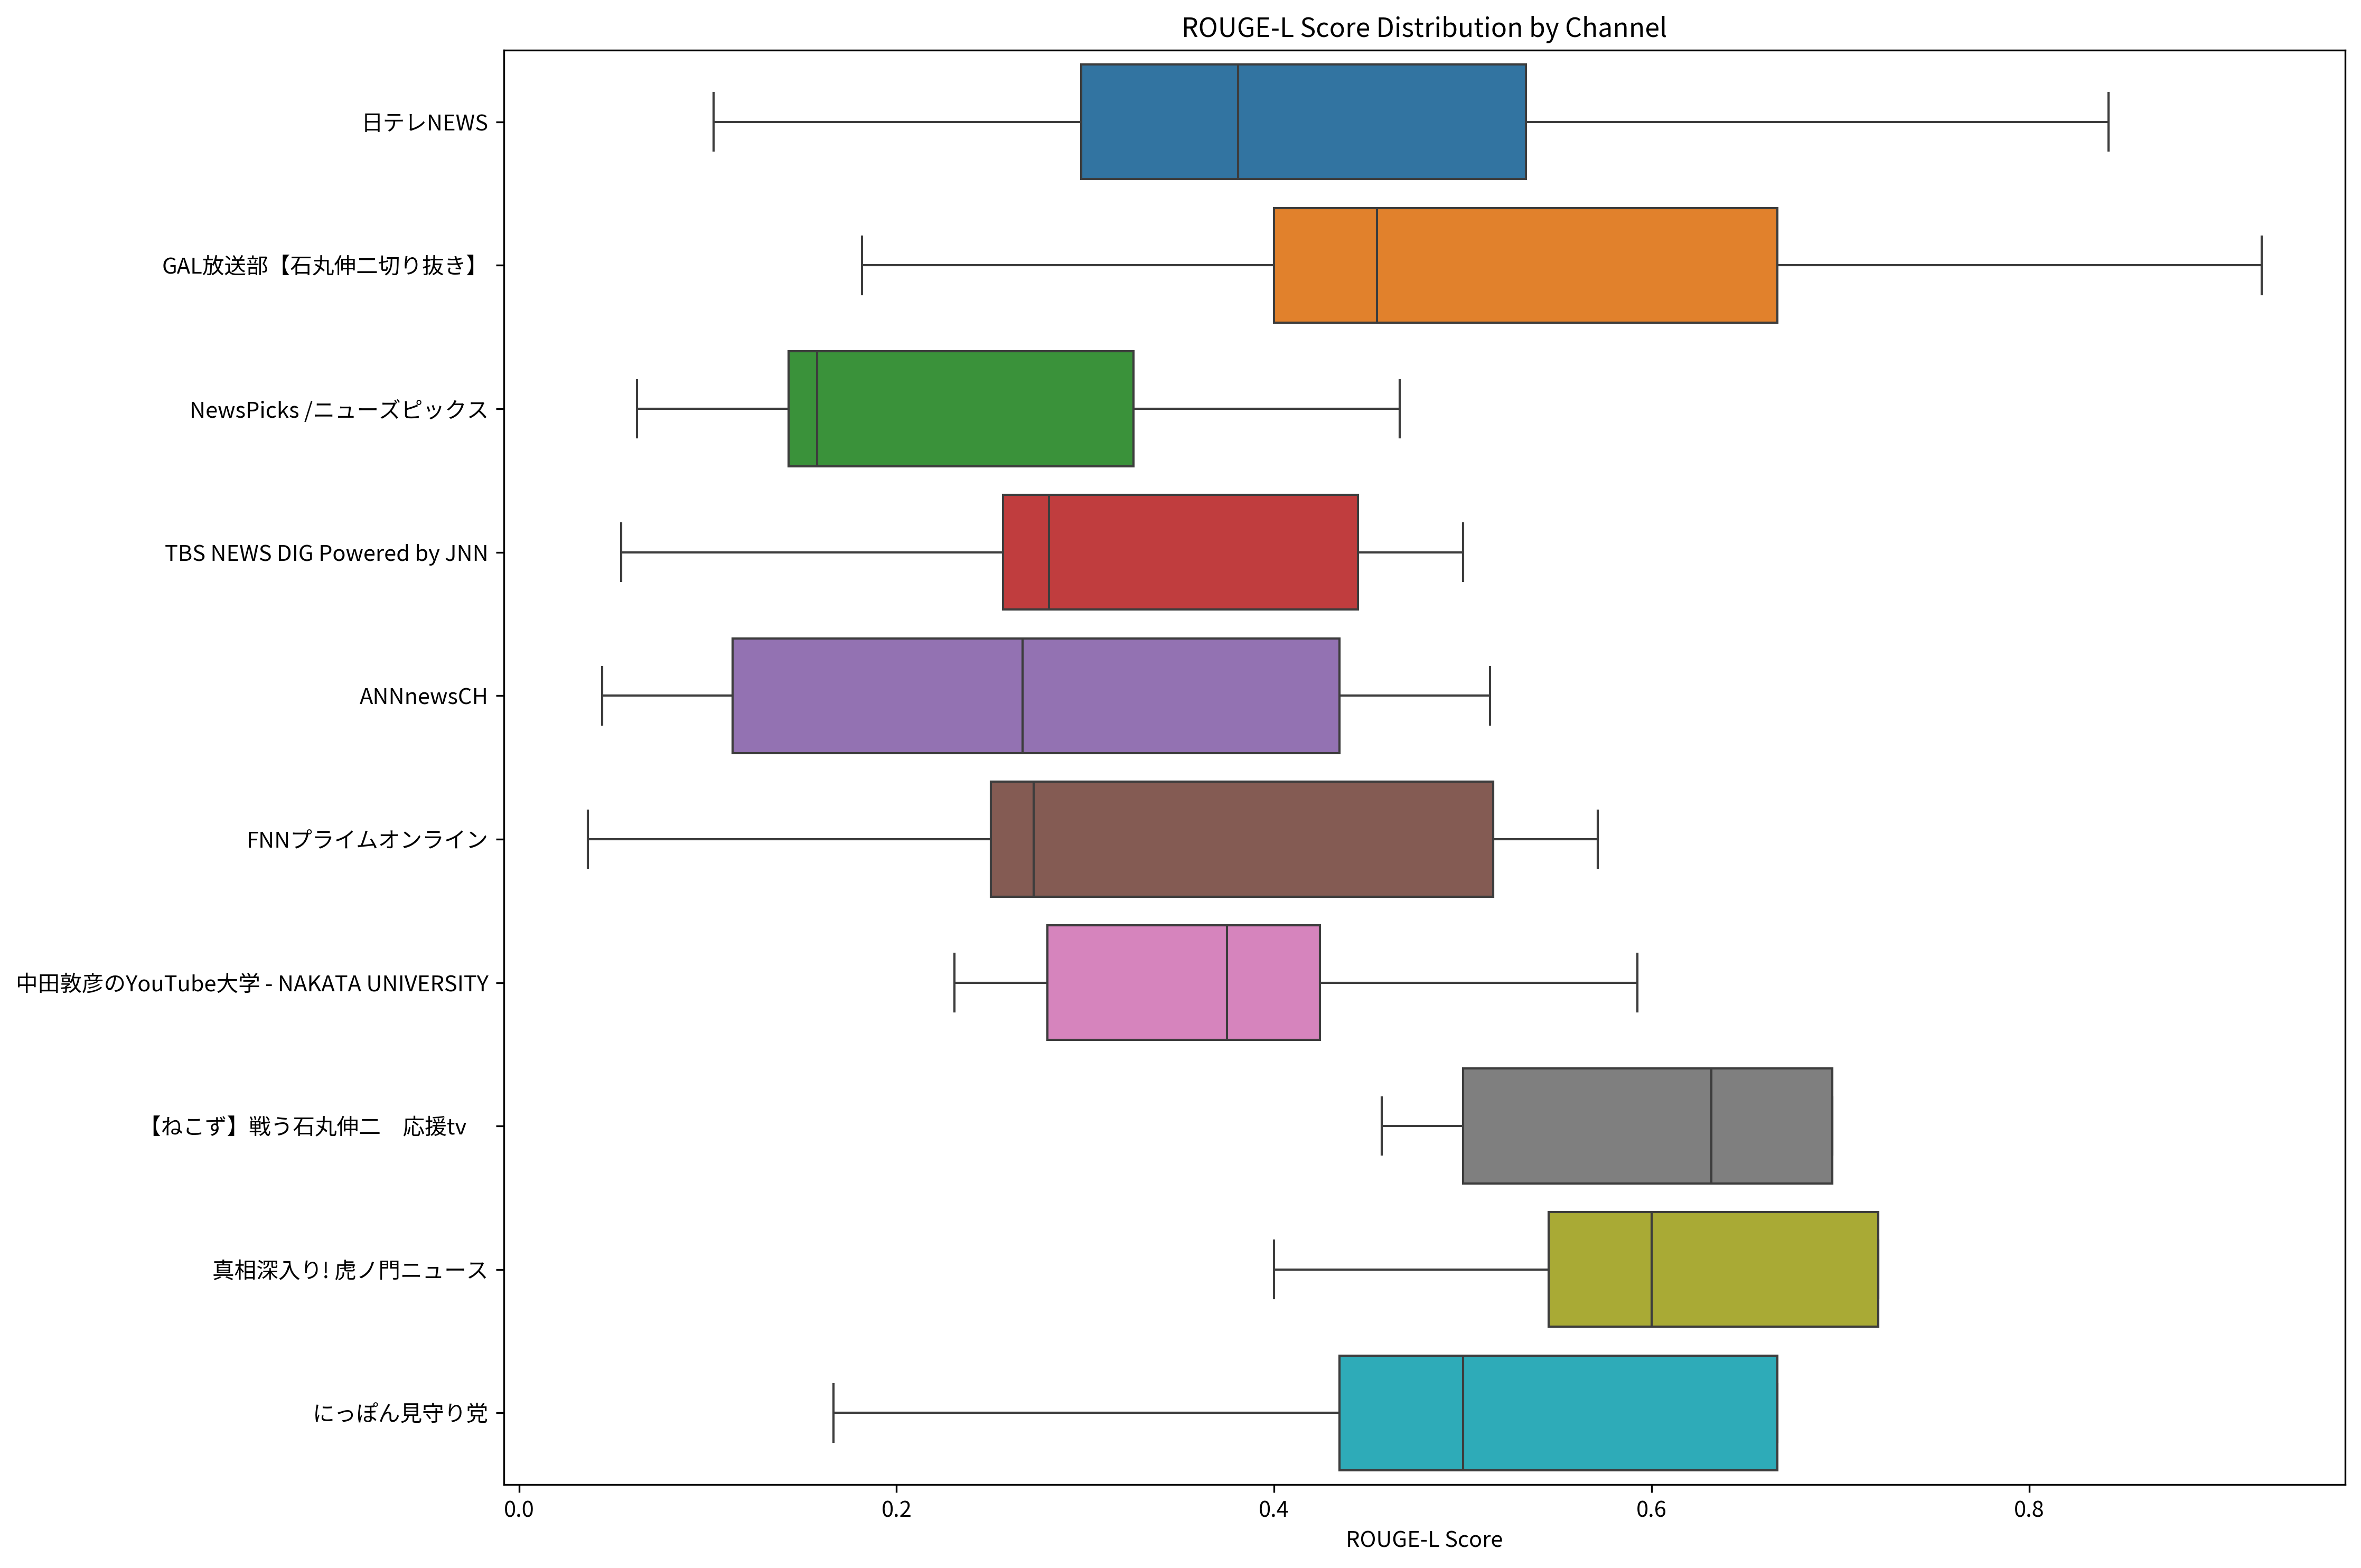 ROUGE-L Score Distribution by Channel
日テレNEWS
GAL放送部【石丸伸二切り抜き】
NewsPicks /ニューズピックス
TBS NEWS DIG Powered by JNN
ANNnewsCH
FNNプライムオンライン
中田敦彦のYouTube大学 - NAKATA UNIVERSITY
【ねこず】戦う石丸伸二　応援tv
真相深入り! 虎ノ門ニュース
にっぽん見守り党
0.0 0.2 0.4 0.6 0.8
ROUGE-L Score